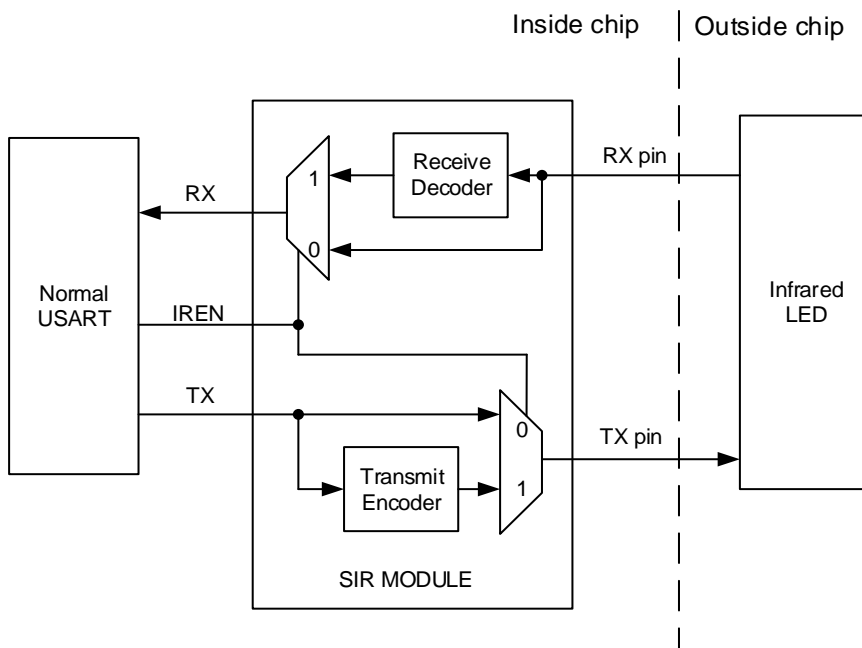 Inside chip
Outside chip
Normal
USART
RX
IREN
TX
1
0
Receive
Decoder
0
1
Transmit
Encoder
SIR MODULE
RX pin
TX pin
Infrared
LED